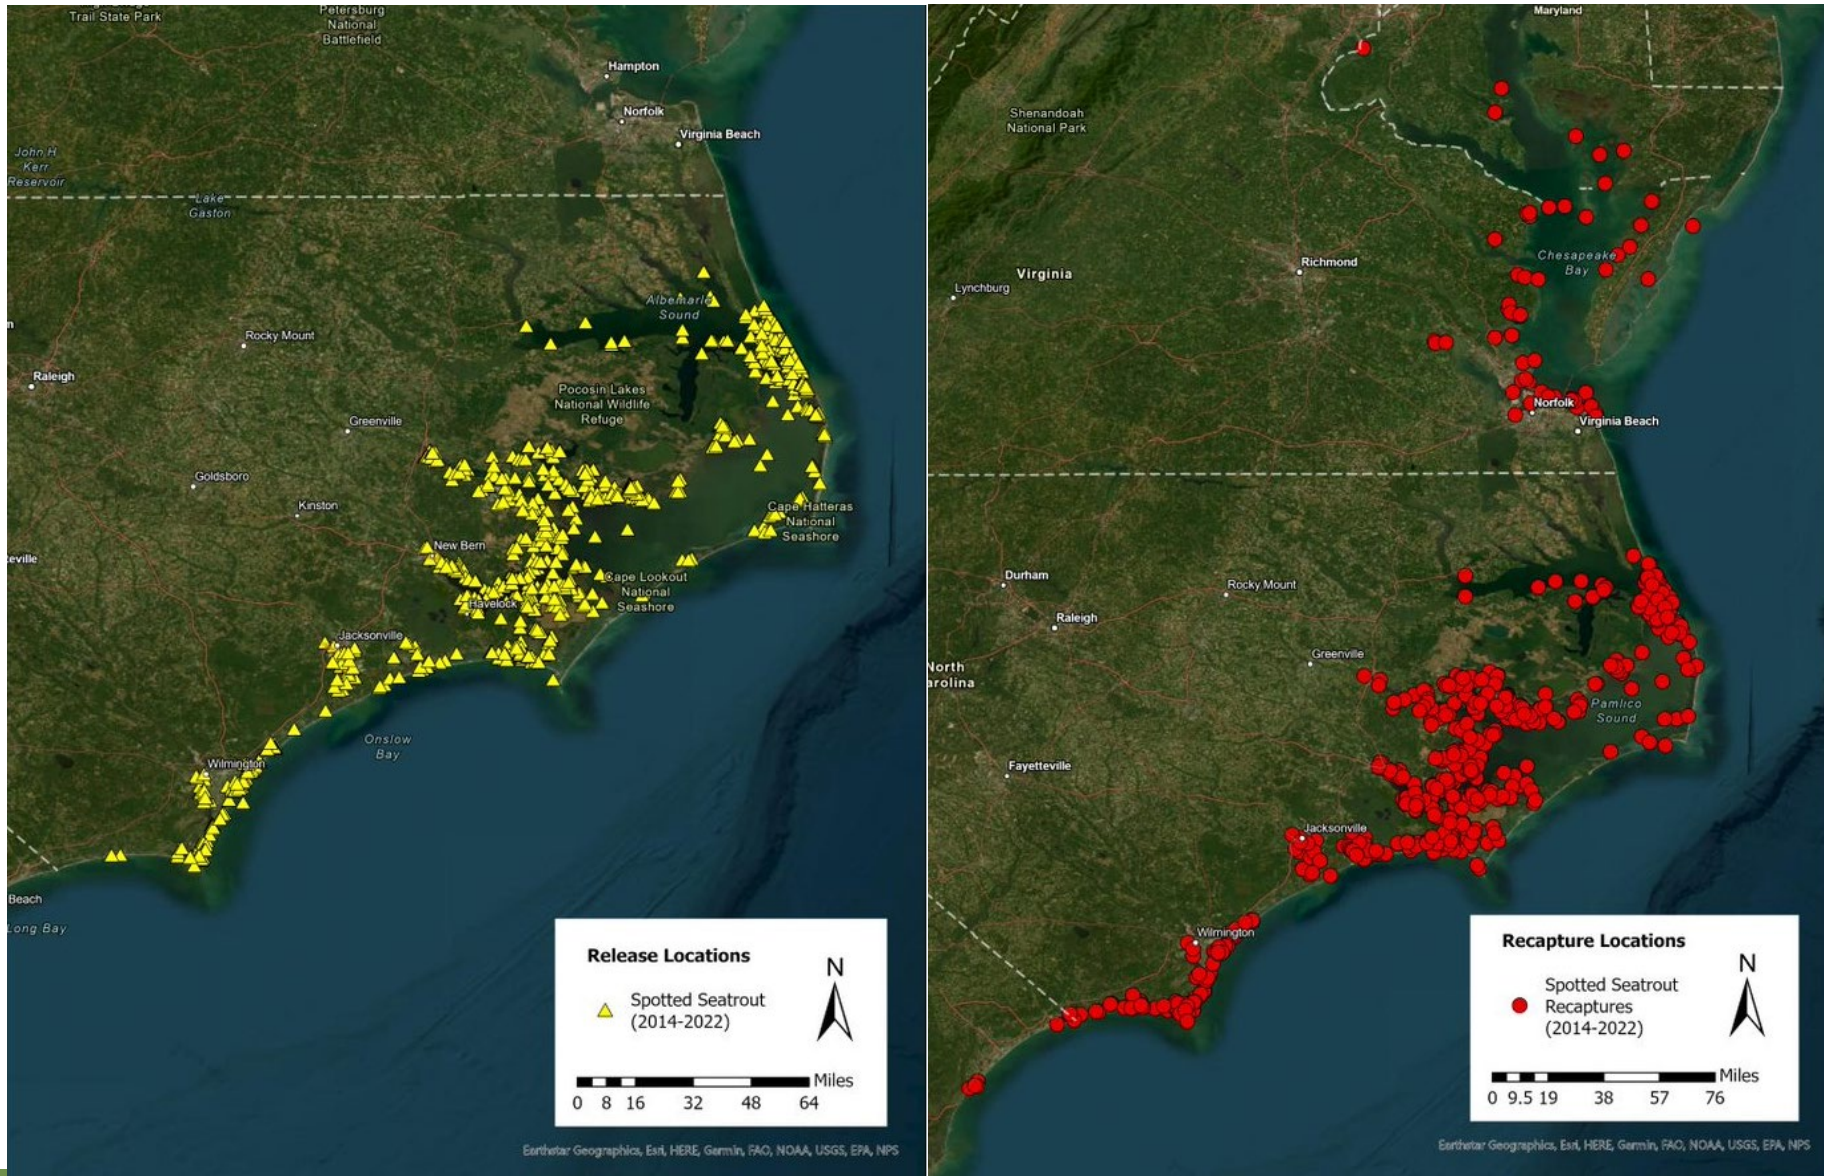 Trail State Park
Petersburg
National
Battlefield
Hampton
Norfolk
Virginia Beach
John H
Kerr
Reservoir
Lake
Gaston
Albemarle
Sound
Rocky Mount
Raleigh
Pocosin Lakes
National Wildlife
Refuge
Greenville
Goldsboro
Kinston
Cape Hatteras
National
Seashore
New Bern
eville
Cape Lookout
National
Seashore
Havelock
Jacksonville
Onslow
Bay
Wilmington
Beach
Long Bay
Release Locations
N
Spotted Seatrout
(2014-2022)
Miles
0 8 16 32 48 64
Earthstar Geographics, Esri, HERE, Garmin, FAO, NOAA, USGS, EPA, NPS
Maryland
Shenandoah
National Park
Richmond
Virginia
Chesapeake
Bay
Lynchburg
Norfolk
Virginia Beach
Durham
Rocky Mount
Raleigh
Greenville
North
arolina
Pamlico
Sound
Fayetteville
Jacksonville
Wilmington
Recapture Locations
N
Spotted Seatrout
Recaptures
(2014-2022)
Miles
0 9.5 19 38 57 76
Earthstar Geographics, Esri, HERE, Garmin, FAO, NOAA, USGS, EPA, NPS